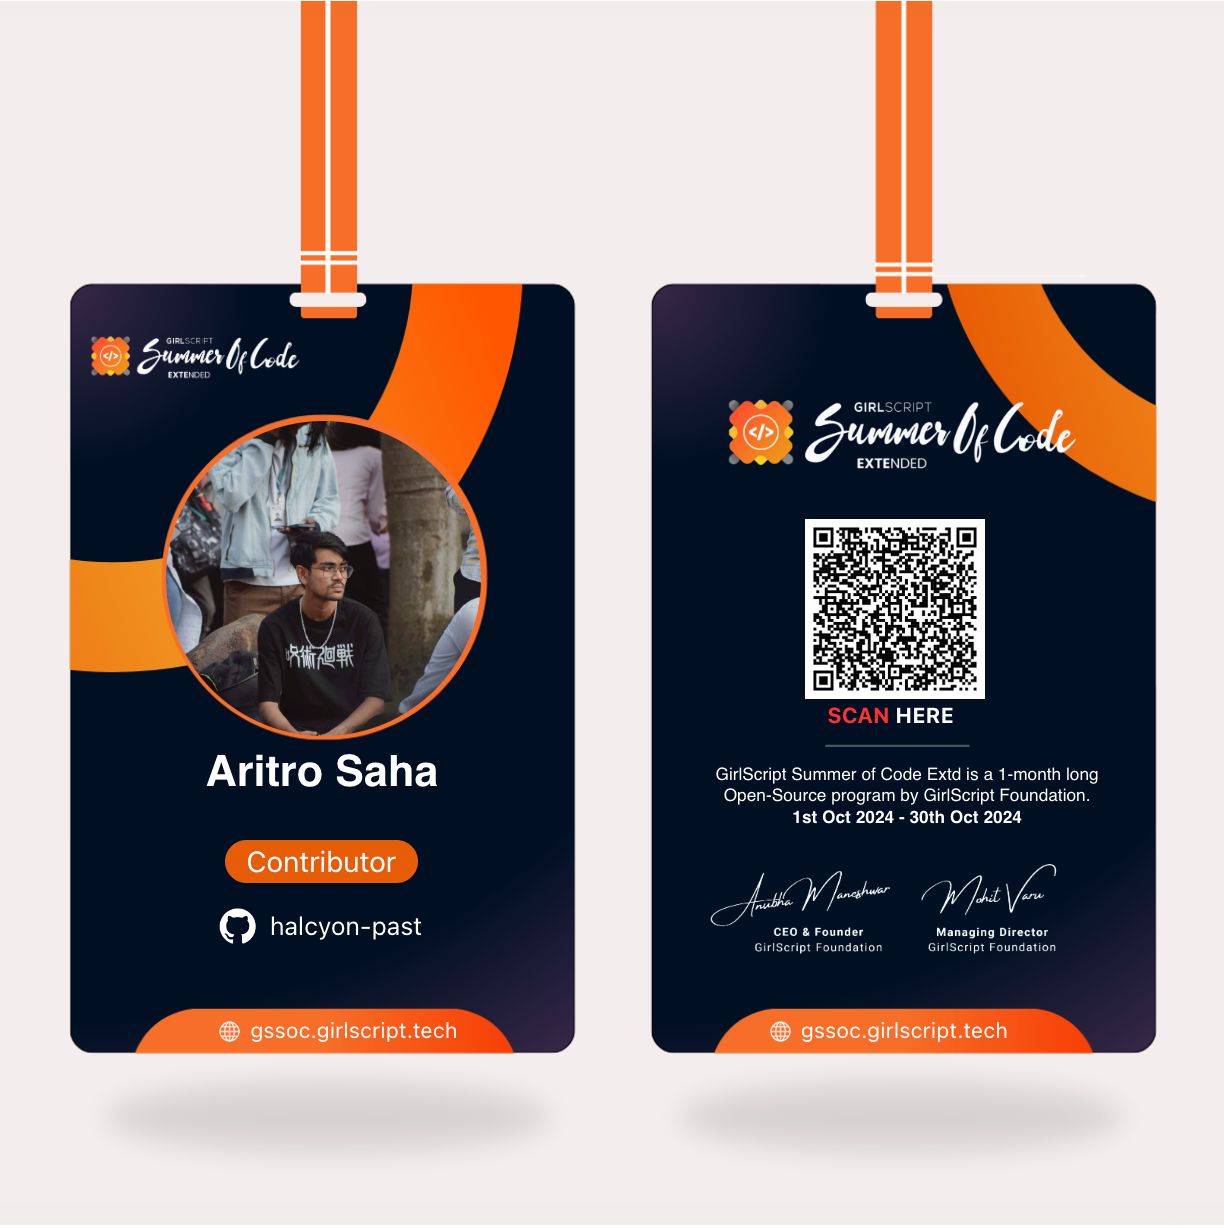 GIRLSCRIPT
Summer Of Code
EXTENDED
呪術廻戦
Aritro Saha
Contributor
halcyon-past
gssoc.girlscript.tech
GIRLSCRIPT
</>
Summer Of Code
EXTENDED
SCAN HERE
GirlScript Summer of Code Extd is a 1-month long
Open-Source program by GirlScript Foundation.
1st Oct 2024 - 30th Oct 2024
Anubha Maneshwar
CEO & Founder
GirlScript Foundation
Mohit Varu
Managing Director
GirlScript Foundation
gssoc.girlscript.tech